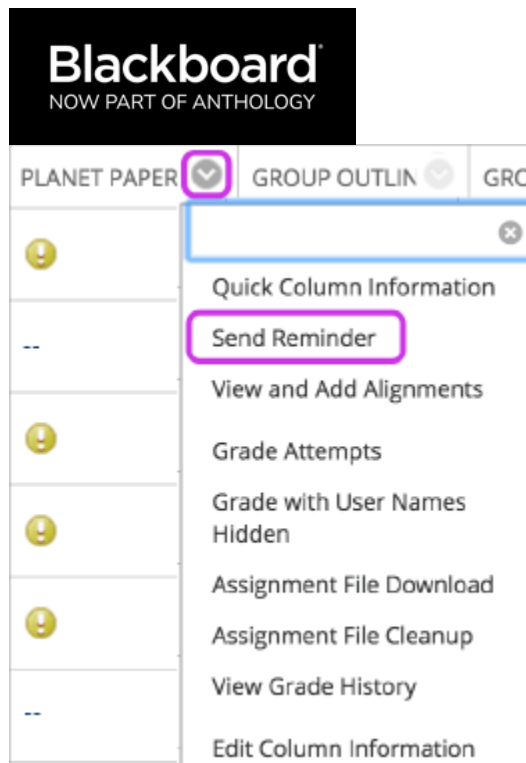 Blackboard
NOW PART OF ANTHOLOGY
PLANET PAPER GROUP OUTLIN GRO
Quick Column Information
--
Send Reminder
View and Add Alignments
Grade Attempts
Grade with User Names
Hidden
Assignment File Download
Assignment File Cleanup
View Grade History
--
Edit Column Information